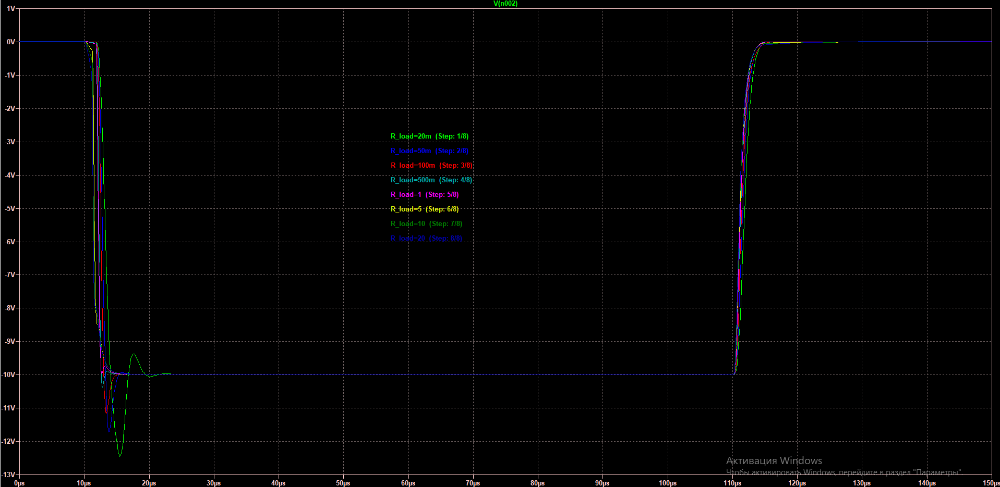 V(n002)
1V
0V
-1V
-2V
-3V
-4V
-5V
-6V
-7V
-8V
-9V
-10V
-11V
-12V
-13V
R_load=20m (Step: 1/8)
R_load=50m (Step: 2/8)
R_load=100m (Step: 3/8)
R_load=500m (Step: 4/8)
R_load=1 (Step: 5/8)
R_load=5 (Step: 6/8)
R_load=10 (Step: 7/8)
R_load=20 (Step: 8/8)
Активация Windows
Чтобы активировать Windows, перейдите в раздел "Параметры".
0µs 10µs 20µs 30µs 40µs 50µs 60µs 70µs 80µs 90µs 100µs 110µs 120µs 130µs 140µs 150µs